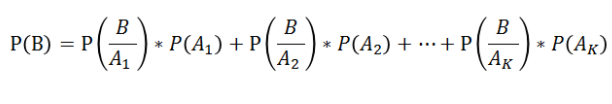 P(B) = P(B/A₁) * P(A₁) + P(B/A₂) * P(A₂) + ⋯ + P(B/A_K) * P(A_K)